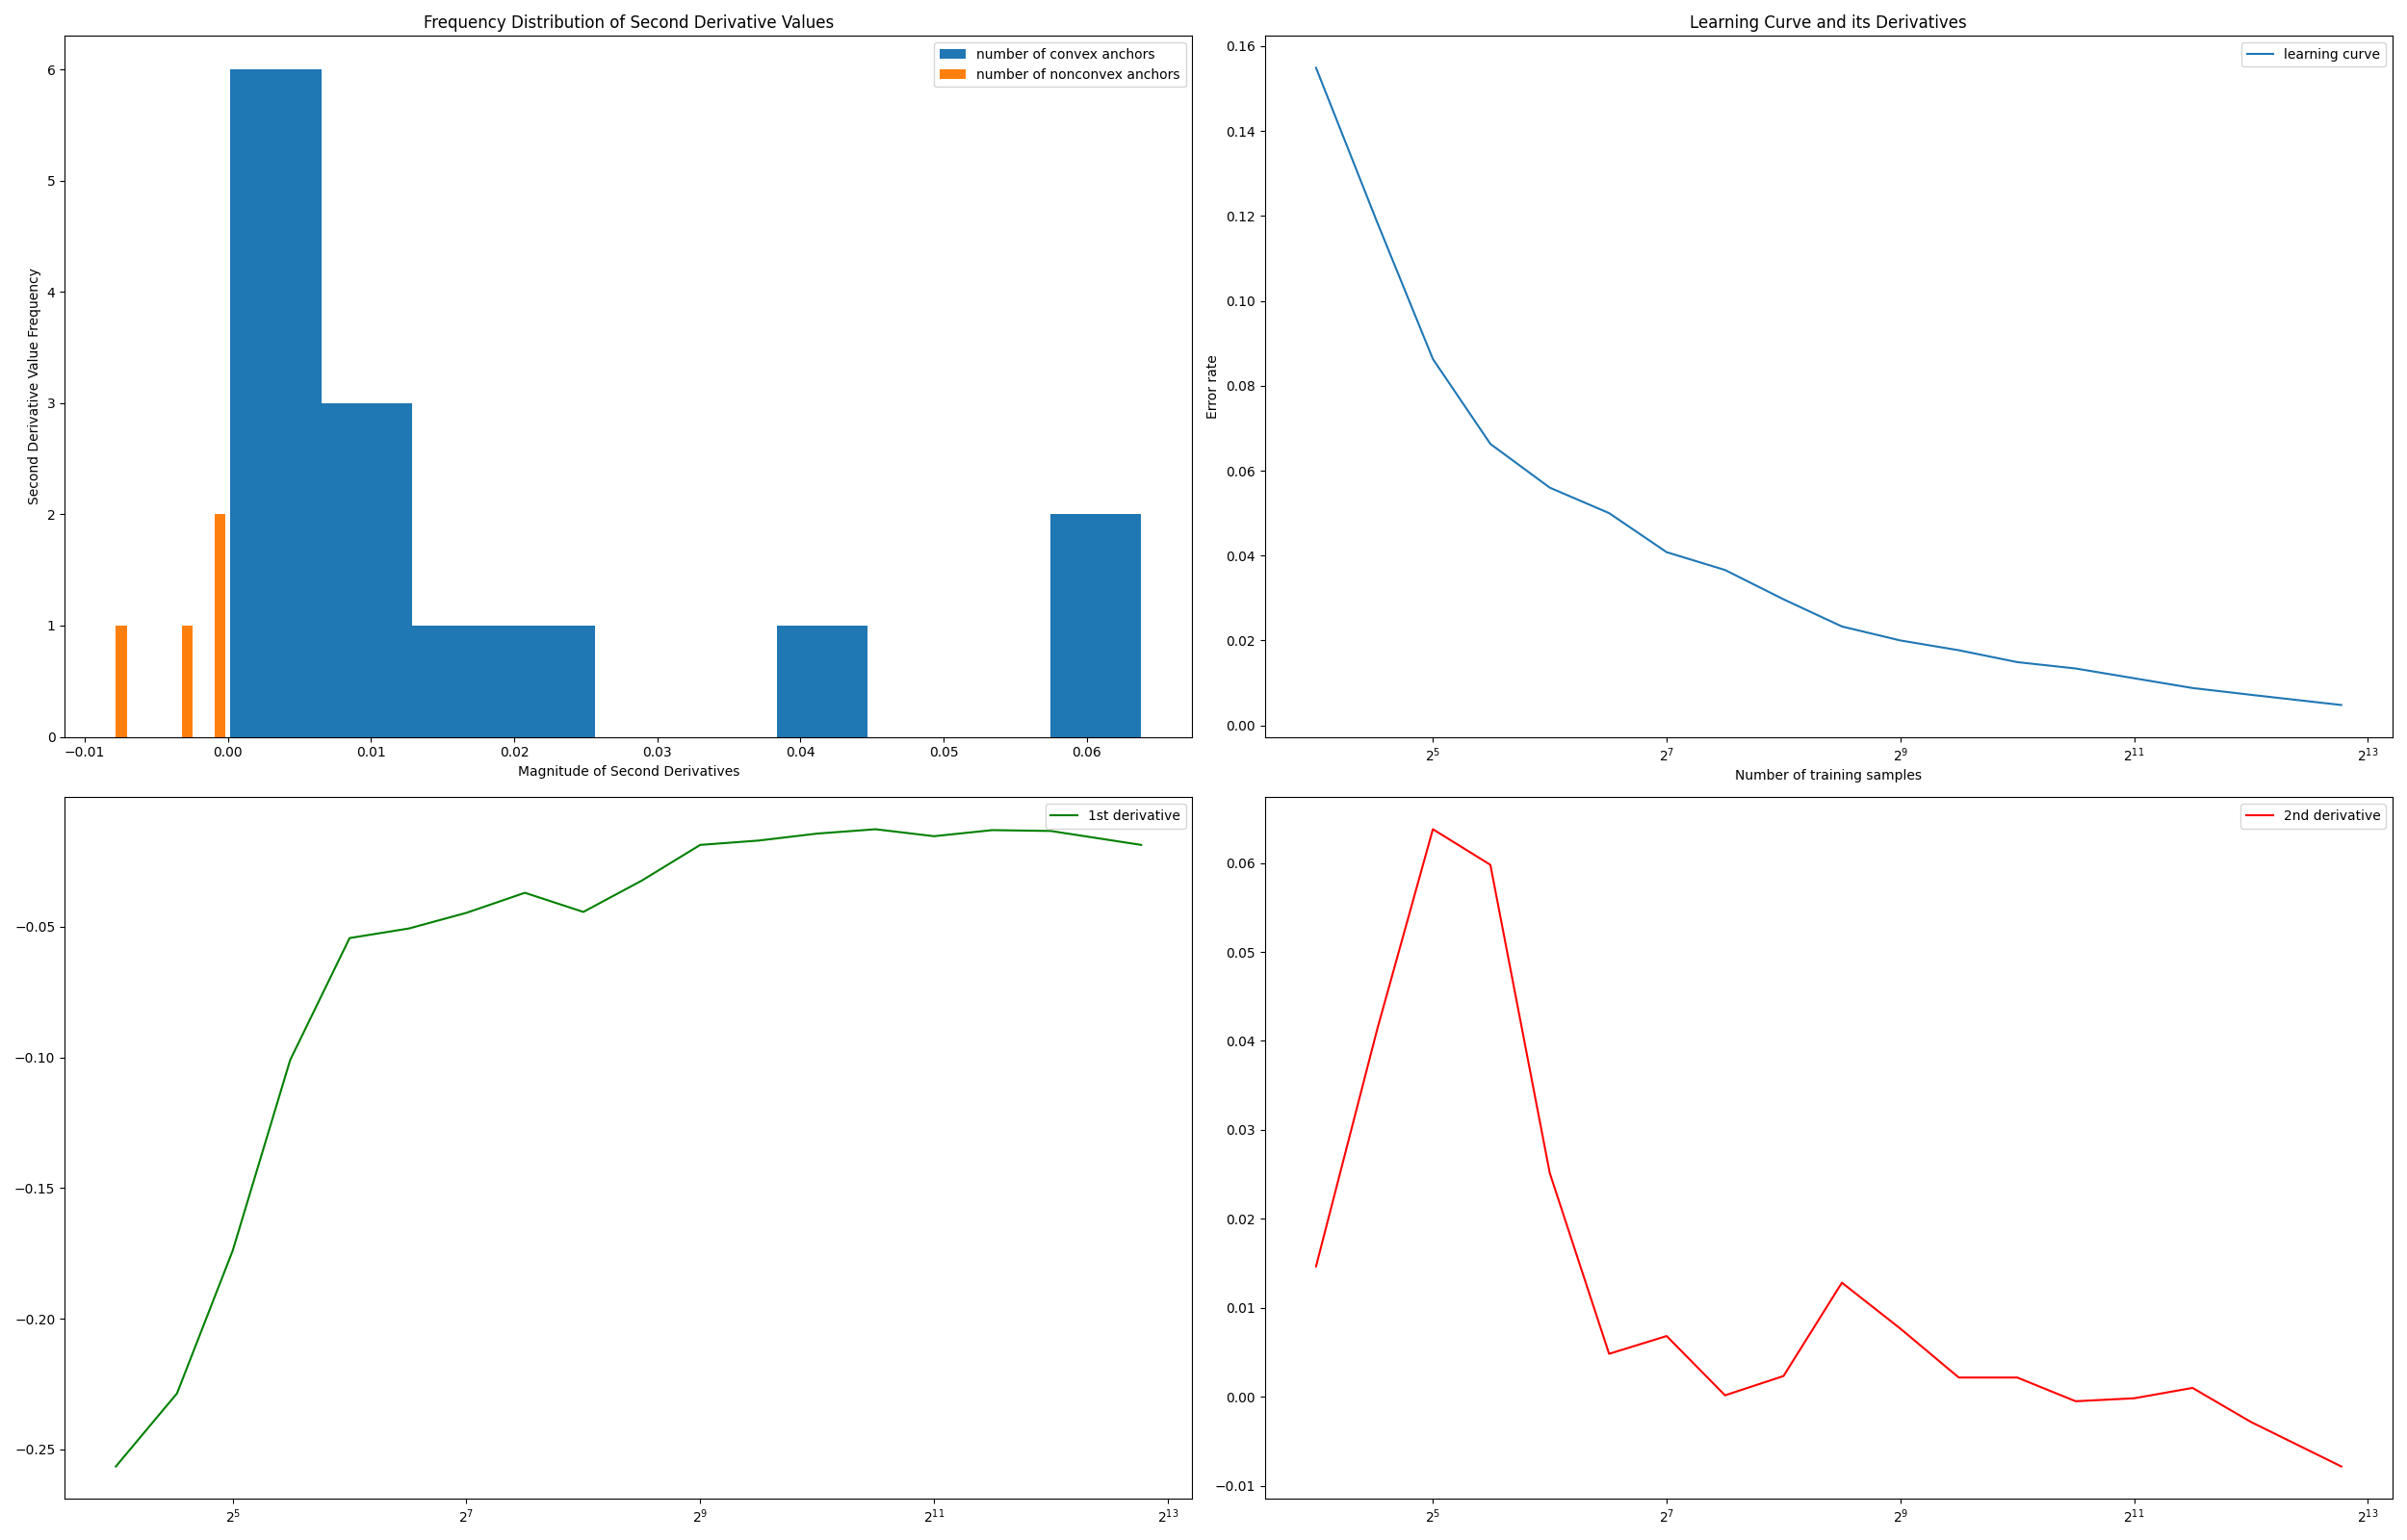 Frequency Distribution of Second Derivative Values
number of convex anchors
number of nonconvex anchors
6
5
4
3
2
1
0
Second Derivative Value Frequency
−0.01 0.00 0.01 0.02 0.03 0.04 0.05 0.06
Magnitude of Second Derivatives
Learning Curve and its Derivatives
learning curve
0.16
0.14
0.12
0.10
0.08
0.06
0.04
0.02
0.00
Error rate
2⁵ 2⁷ 2⁹ 2¹¹ 2¹³
Number of training samples
1st derivative
−0.05
−0.10
−0.15
−0.20
−0.25
2⁵ 2⁷ 2⁹ 2¹¹ 2¹³
2nd derivative
0.06
0.05
0.04
0.03
0.02
0.01
0.00
−0.01
2⁵ 2⁷ 2⁹ 2¹¹ 2¹³